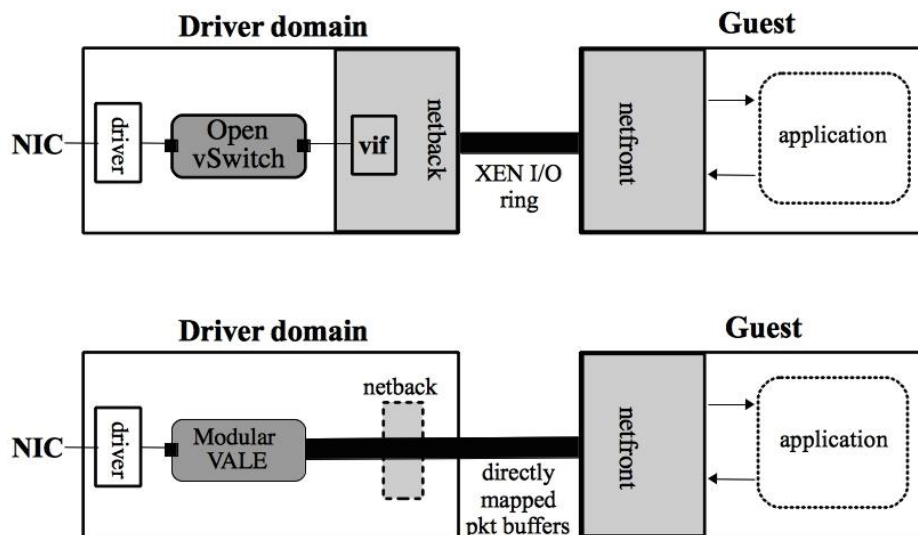 Driver domain
Guest
NIC
driver
Open
vSwitch
vif
netback
XEN I/O
ring
netfront
application
Driver domain
Guest
NIC
driver
Modular
VALE
netback
directly
mapped
pkt buffers
netfront
application